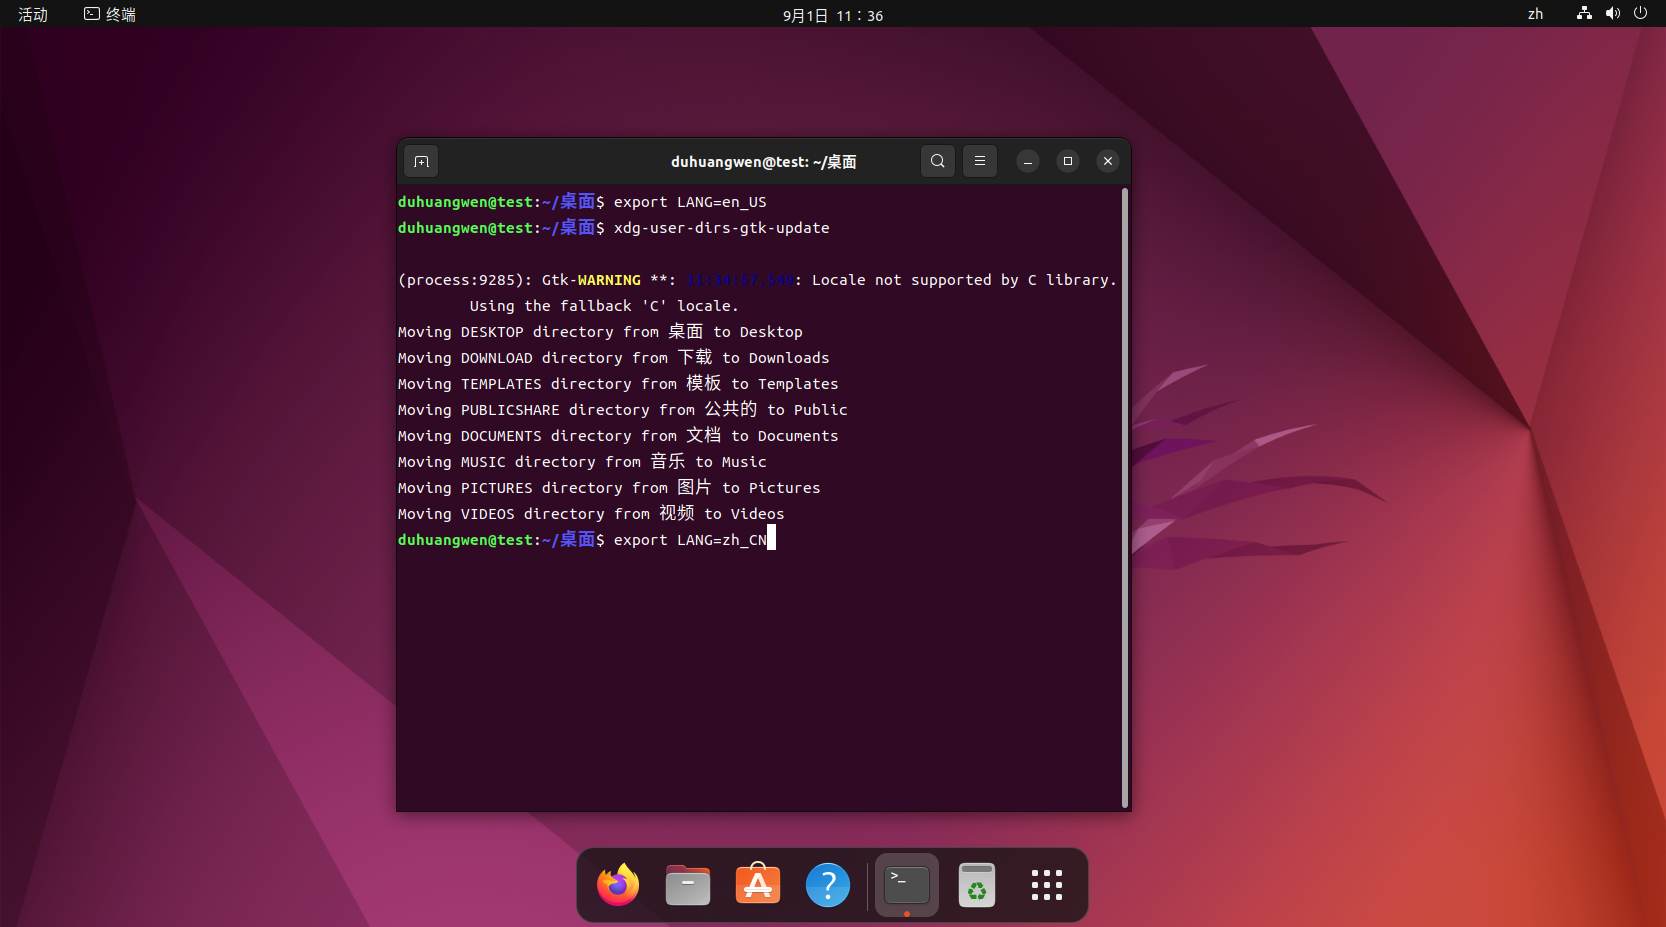 活动 终端 9月1日 11：36 zh
duhuangwen@test: ~/桌面
duhuangwen@test:~/桌面$ export LANG=en_US
duhuangwen@test:~/桌面$ xdg-user-dirs-gtk-update
(process:9285): Gtk-WARNING **: : Locale not supported by C library.
Using the fallback 'C' locale.
Moving DESKTOP directory from 桌面 to Desktop
Moving DOWNLOAD directory from 下载 to Downloads
Moving TEMPLATES directory from 模板 to Templates
Moving PUBLICSHARE directory from 公共的 to Public
Moving DOCUMENTS directory from 文档 to Documents
Moving MUSIC directory from 音乐 to Music
Moving PICTURES directory from 图片 to Pictures
Moving VIDEOS directory from 视频 to Videos
duhuangwen@test:~/桌面$ export LANG=zh_CN